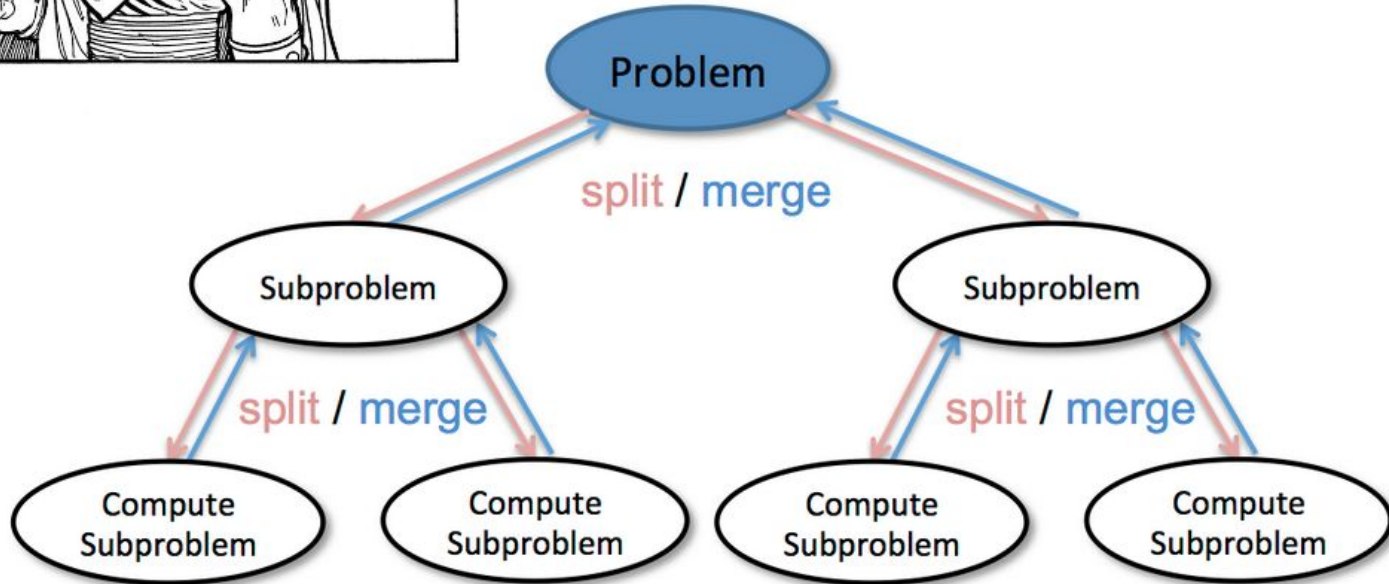 Problem
split / merge
Subproblem
Subproblem
split / merge
split / merge
Compute
Subproblem
Compute
Subproblem
Compute
Subproblem
Compute
Subproblem